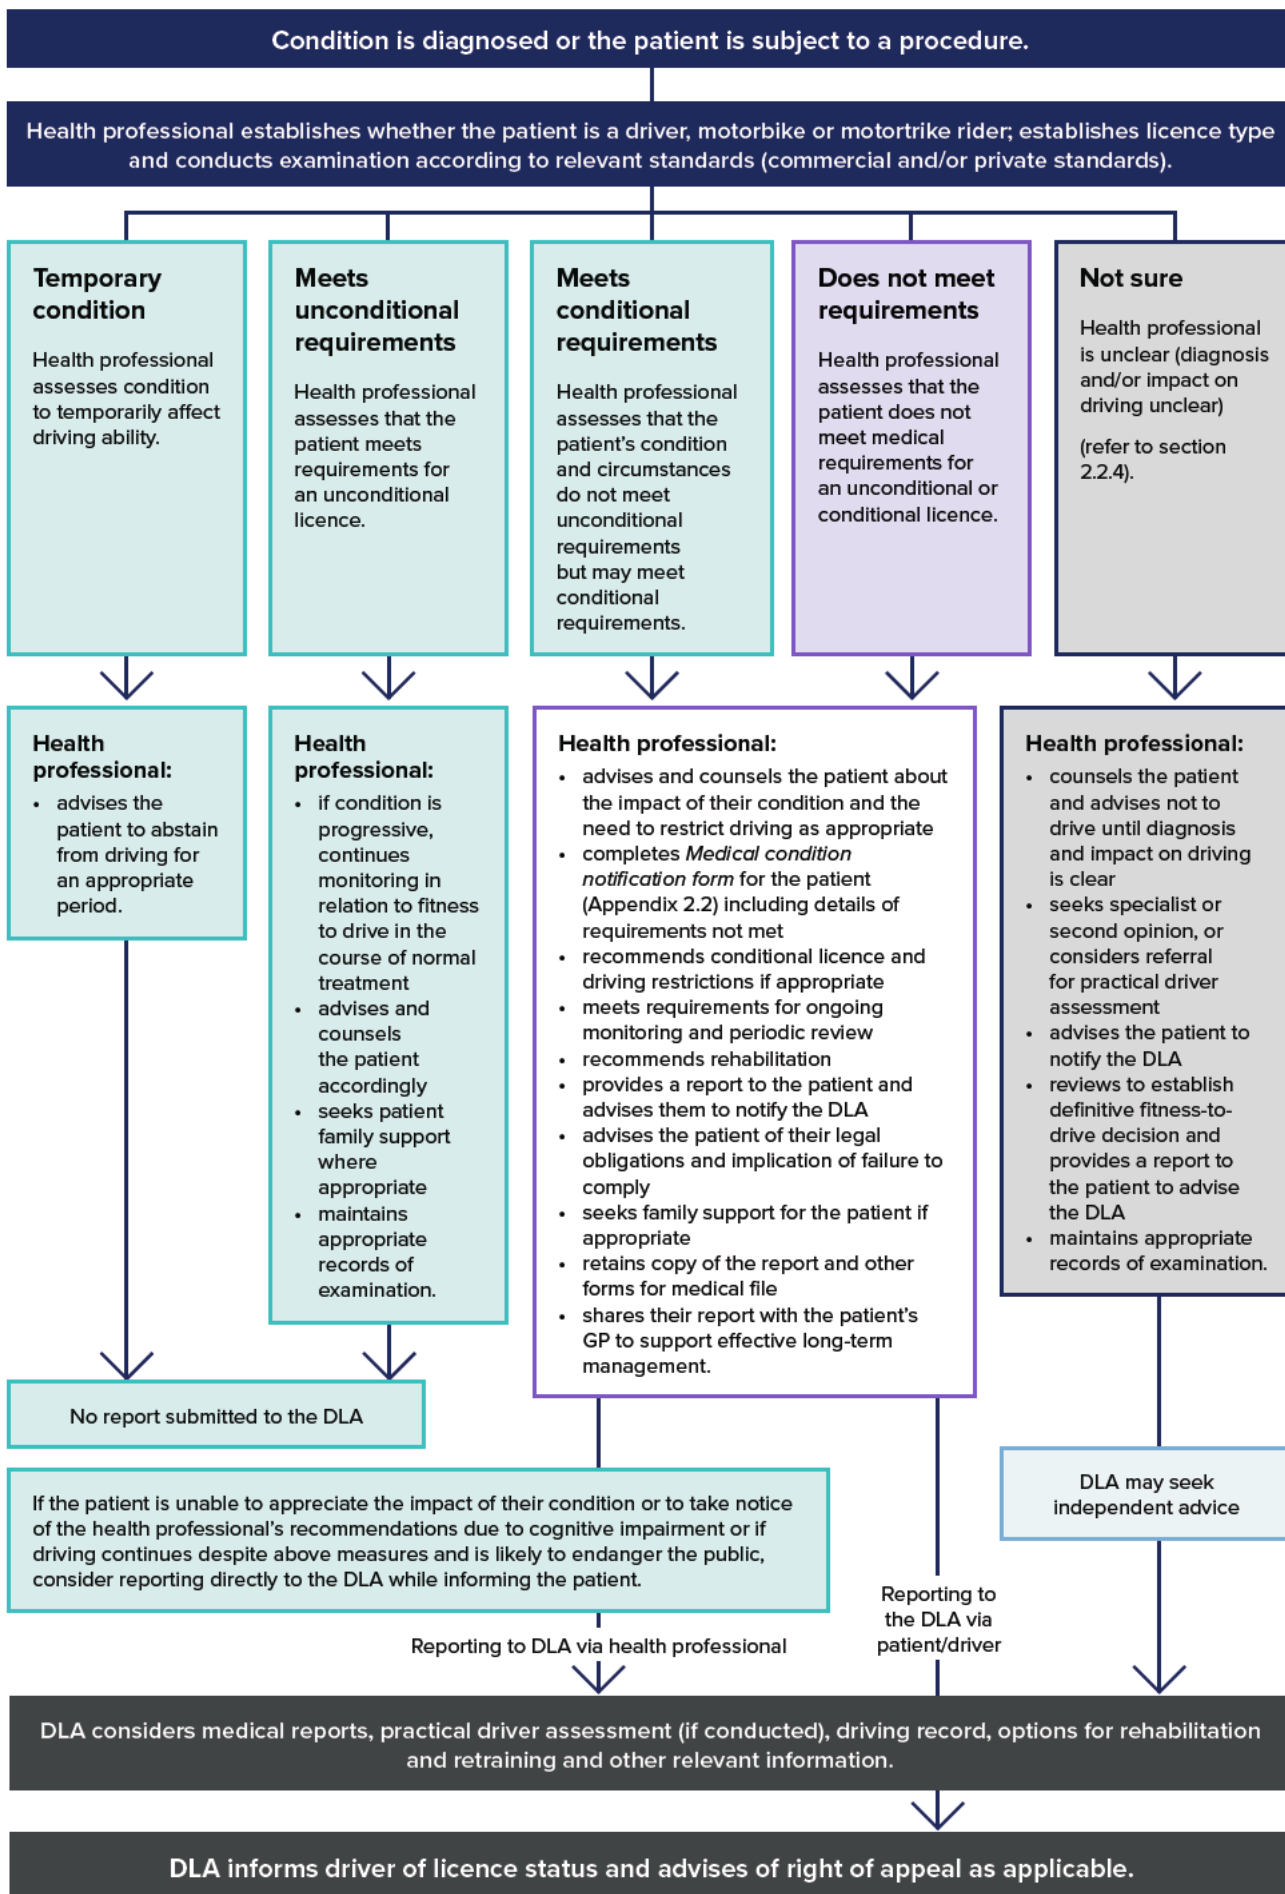 Condition is diagnosed or the patient is subject to a procedure.
Health professional establishes whether the patient is a driver, motorbike or motortrike rider; establishes licence type
and conducts examination according to relevant standards (commercial and/or private standards).
Temporary
condition
Health professional
assesses condition
to temporarily affect
driving ability.
Meets
unconditional
requirements
Health professional
assesses that the
patient meets
requirements for
an unconditional
licence.
Meets
conditional
requirements
Health professional
assesses that the
patient’s condition
and circumstances
do not meet
unconditional
requirements
but may meet
conditional
requirements.
Does not meet
requirements
Health professional
assesses that the
patient does not
meet medical
requirements for
an unconditional or
conditional licence.
Not sure
Health professional
is unclear (diagnosis
and/or impact on
driving unclear)
(refer to section
2.2.4).
Health
professional:
• advises the
patient to abstain
from driving for
an appropriate
period.
Health
professional:
• if condition is
progressive,
continues
monitoring in
relation to fitness
to drive in the
course of normal
treatment
• advises and
counsels
the patient
accordingly
• seeks patient
family support
where
appropriate
• maintains
appropriate
records of
examination.
Health professional:
• advises and counsels the patient about
the impact of their condition and the
need to restrict driving as appropriate
• completes Medical condition
notification form for the patient
(Appendix 2.2) including details of
requirements not met
• recommends conditional licence and
driving restrictions if appropriate
• meets requirements for ongoing
monitoring and periodic review
• recommends rehabilitation
• provides a report to the patient and
advises them to notify the DLA
• advises the patient of their legal
obligations and implication of failure to
comply
• seeks family support for the patient if
appropriate
• retains copy of the report and other
forms for medical file
• shares their report with the patient’s
GP to support effective long-term
management.
Health professional:
• counsels the patient
and advises not to
drive until diagnosis
and impact on driving
is clear
• seeks specialist or
second opinion, or
considers referral
for practical driver
assessment
• advises the patient to
notify the DLA
• reviews to establish
definitive fitness-to-
drive decision and
provides a report to
the patient to advise
the DLA
• maintains appropriate
records of examination.
No report submitted to the DLA
If the patient is unable to appreciate the impact of their condition or to take notice
of the health professional’s recommendations due to cognitive impairment or if
driving continues despite above measures and is likely to endanger the public,
consider reporting directly to the DLA while informing the patient.
DLA may seek
independent advice
Reporting to DLA via health professional
Reporting to
the DLA via
patient/driver
DLA considers medical reports, practical driver assessment (if conducted), driving record, options for rehabilitation
and retraining and other relevant information.
DLA informs driver of licence status and advises of right of appeal as applicable.